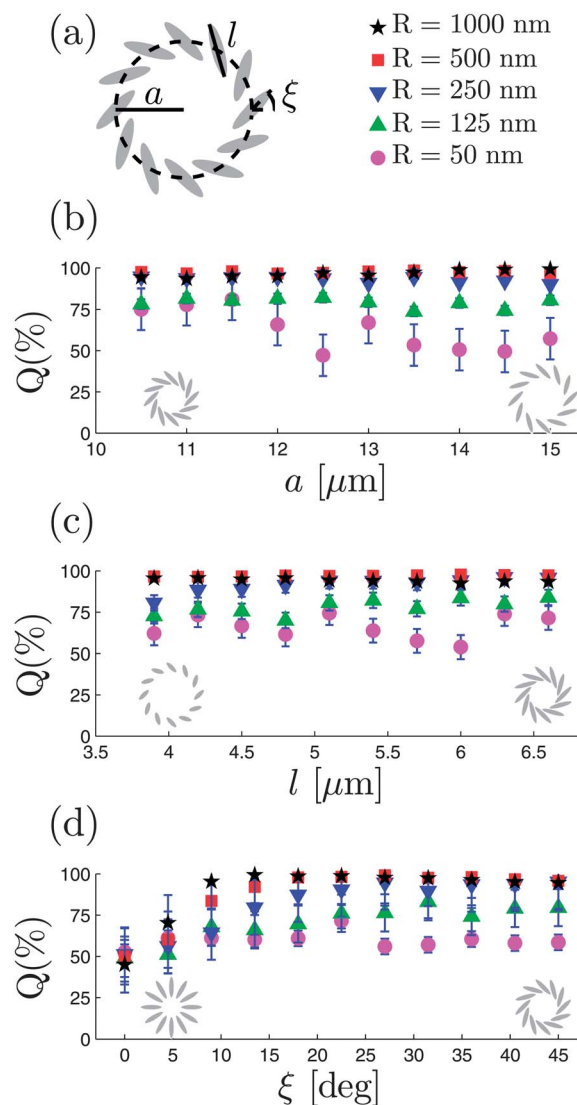 (a)
l
a
ξ
R = 1000 nm
R = 500 nm
R = 250 nm
R = 125 nm
R = 50 nm
(b)
100
75
50
25
0
Q(%)
10 11 12 13 14 15
a [μm]
(c)
100
75
50
25
0
Q(%)
3.5 4 4.5 5 5.5 6 6.5
l [μm]
(d)
100
75
50
25
0
Q(%)
0 5 10 15 20 25 30 35 40 45
ξ [deg]